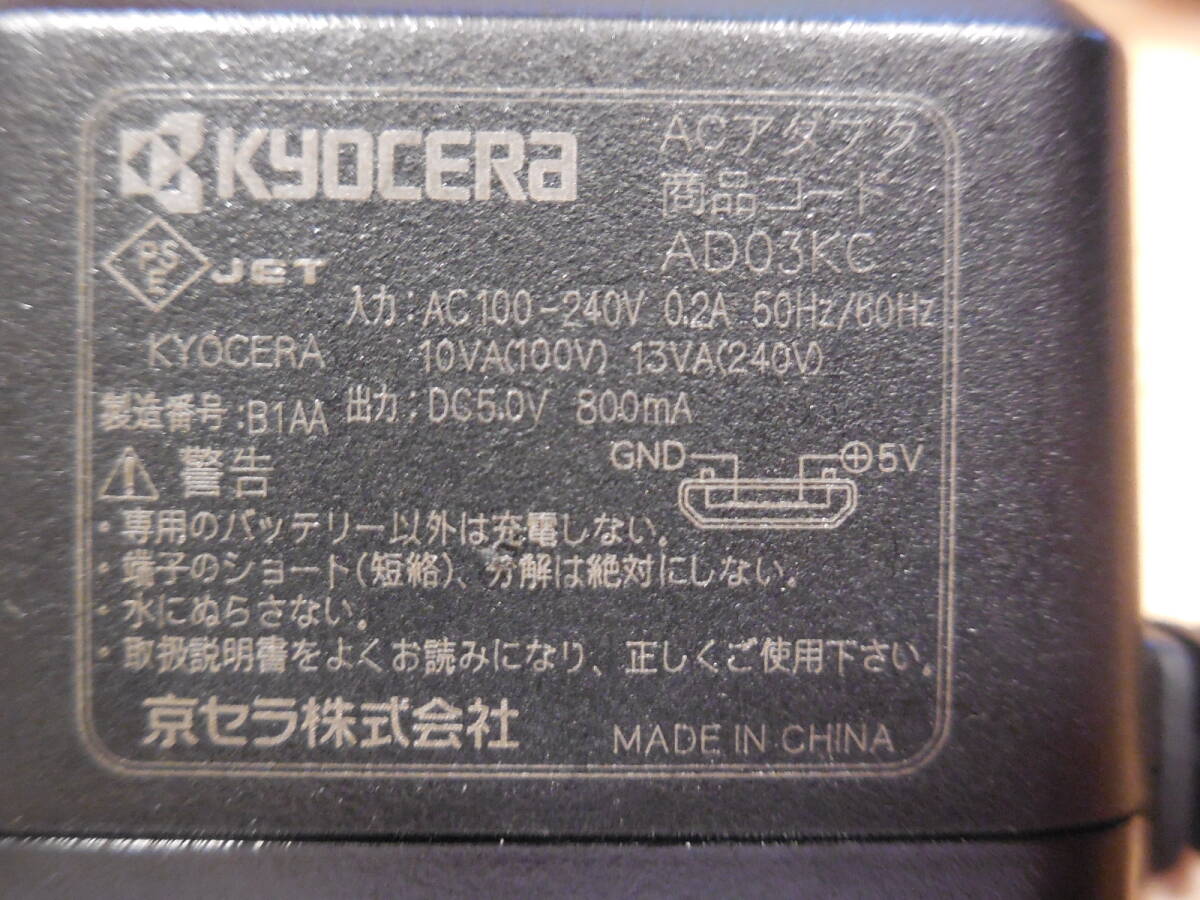 KYOCERA
ACアダプタ
商品コード
AD03KC
PS
E
JET
入力：AC100-240V 0.2A 50Hz/60Hz
KYOCERA 10VA(100V) 13VA(240V)
製造番号：B1AA 出力：DC5.0V 800mA
GND ⊕5V
⚠警告
・専用のバッテリー以外は充電しない。
・端子のショート(短絡)、分解は絶対にしない。
・水にぬらさない。
・取扱説明書をよくお読みになり、正しくご使用下さい。
京セラ株式会社 MADE IN CHINA